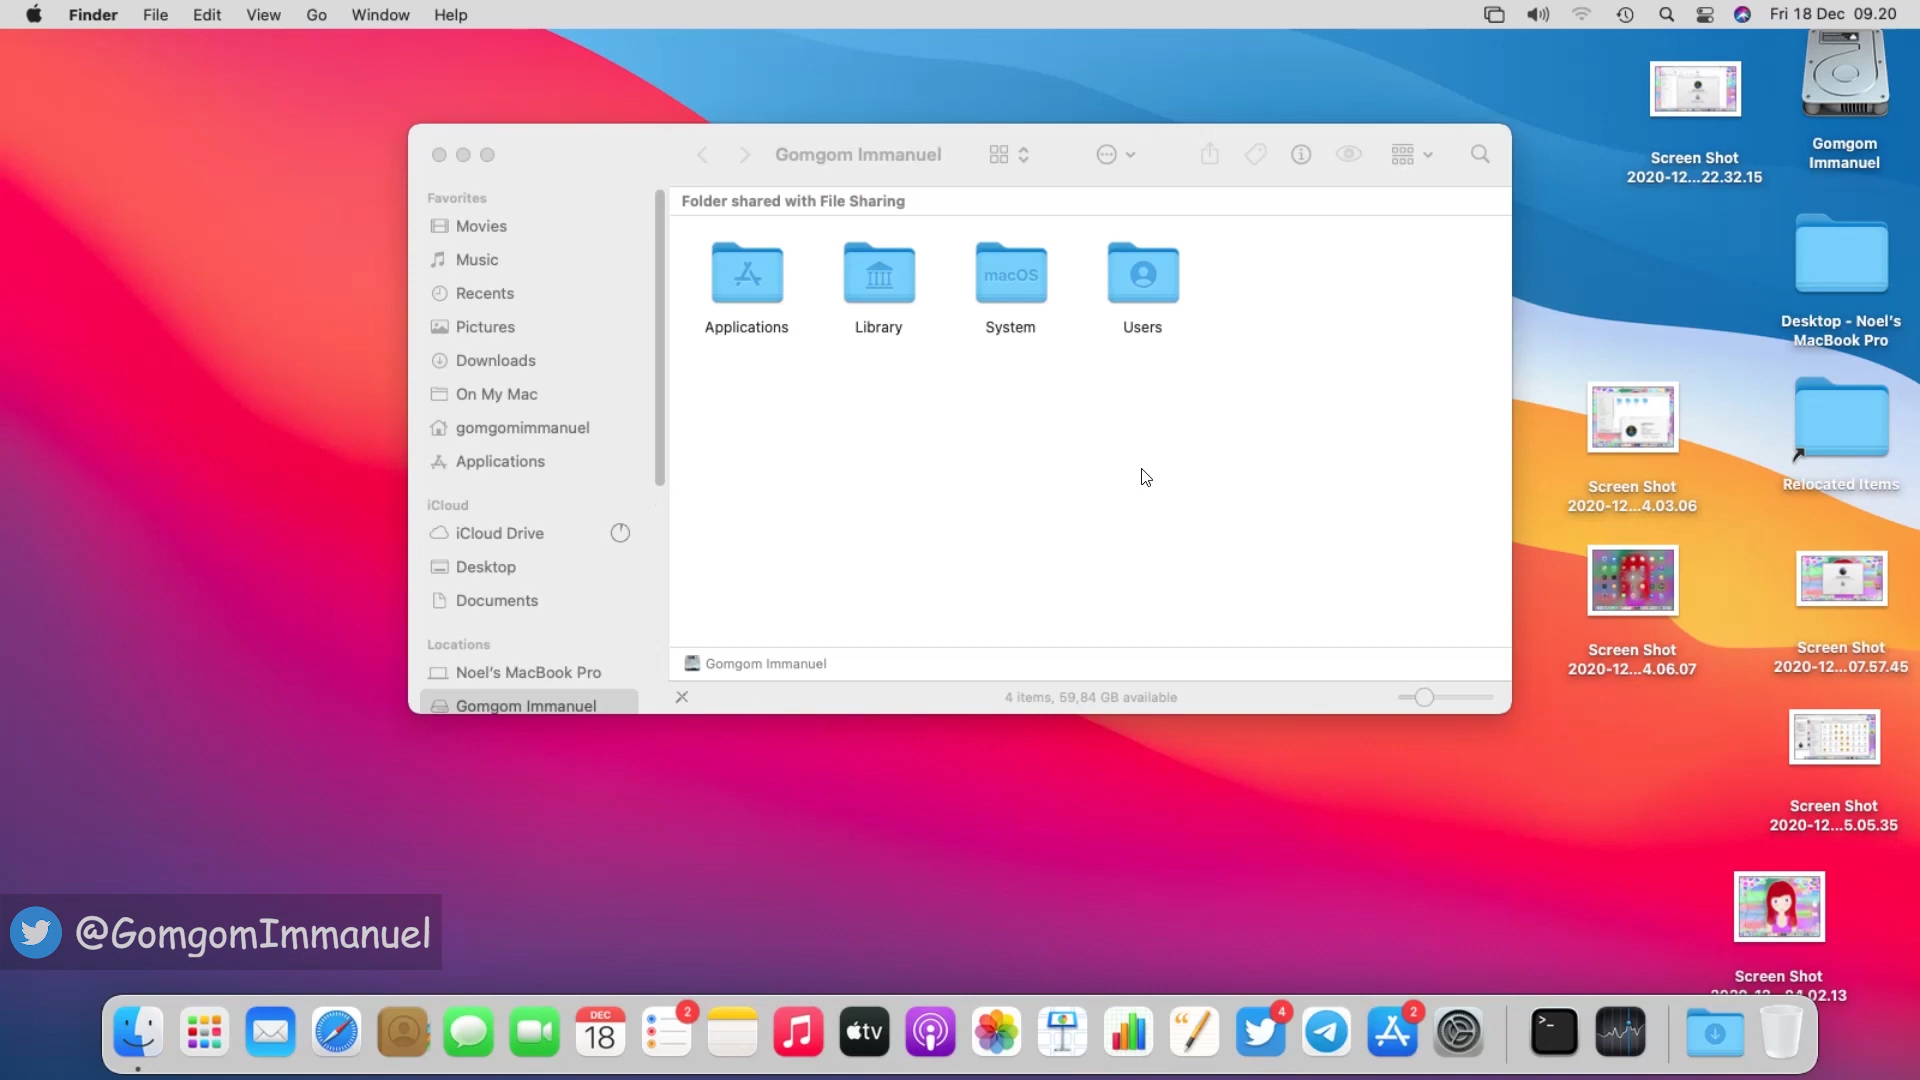 Finder File Edit View Go Window Help
Fri 18 Dec 09.20
Gomgom Immanuel
Folder shared with File Sharing
Favorites
Movies
Music
Recents
Pictures
Downloads
On My Mac
gomgomimmanuel
Applications
iCloud
iCloud Drive
Desktop
Documents
Locations
Noel's MacBook Pro
Gomgom Immanuel
Applications
Library
macOS
System
Users
Gomgom Immanuel
4 items, 59,84 GB available
Screen Shot
2020-12...22.32.15
Gomgom
Immanuel
Desktop - Noel's
MacBook Pro
Screen Shot
2020-12...4.03.06
Relocated Items
Screen Shot
2020-12...4.06.07
Screen Shot
2020-12...07.57.45
Screen Shot
2020-12...5.05.35
Screen Shot
@GomgomImmanuel
DEC
18
2
tv
4
2
>_